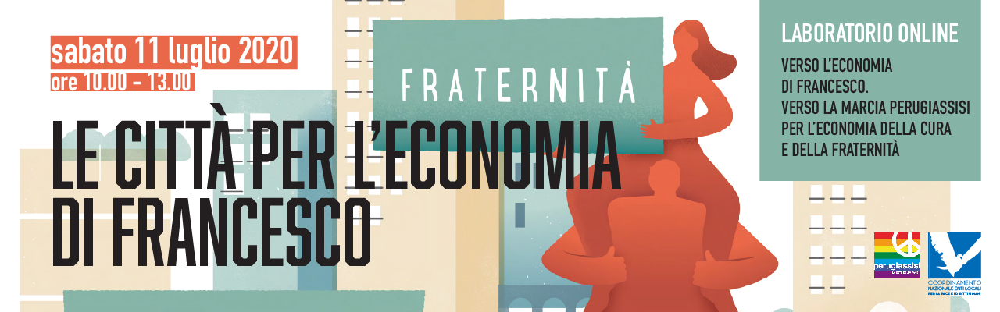 sabato 11 luglio 2020
ore 10.00 - 13.00
LE CITTÀ PER L'ECONOMIA
DI FRANCESCO
FRATERNITÀ
LABORATORIO ONLINE
VERSO L'ECONOMIA
DI FRANCESCO.
VERSO LA MARCIA PERUGIASSISI
PER L'ECONOMIA DELLA CURA
E DELLA FRATERNITÀ
perugiassisi
COORDINAMENTO
NAZIONALE ENTI LOCALI
PER LA PACE E I DIRITTI UMANI